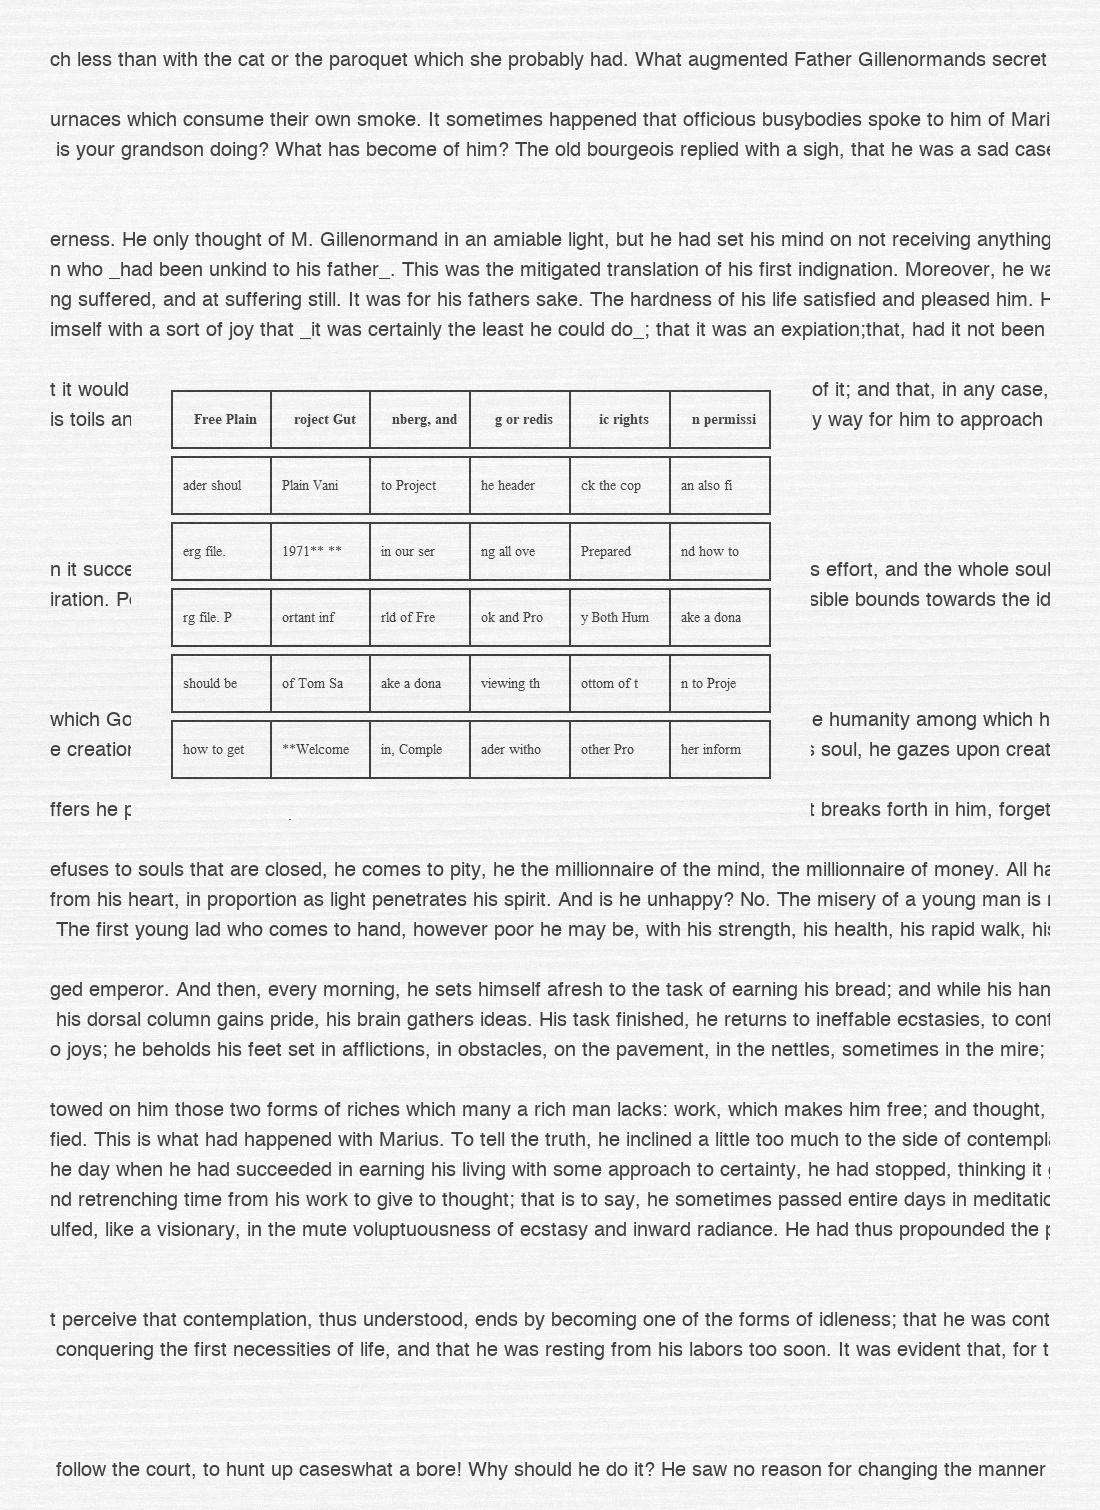 ch less than with the cat or the paroquet which she probably had. What augmented Father Gillenormands secret
urnaces which consume their own smoke. It sometimes happened that officious busybodies spoke to him of Mari
is your grandson doing? What has become of him? The old bourgeois replied with a sigh, that he was a sad case
erness. He only thought of M. Gillenormand in an amiable light, but he had set his mind on not receiving anything
n who _had been unkind to his father_. This was the mitigated translation of his first indignation. Moreover, he wa
ng suffered, and at suffering still. It was for his fathers sake. The hardness of his life satisfied and pleased him. H
imself with a sort of joy that _it was certainly the least he could do_; that it was an expiation;that, had it not been
t it would of it; and that, in any case,
is toils an y way for him to approach
Free Plain roject Gut nberg, and g or redis ic rights n permissi
ader shoul Plain Vani to Project he header ck the cop an also fi
erg file. 1971** ** in our ser ng all ove Prepared nd how to
n it succe s effort, and the whole soul
iration. Po sible bounds towards the id
rg file. P ortant inf rld of Fre ok and Pro y Both Hum ake a dona
should be of Tom Sa ake a dona viewing th ottom of t n to Proje
which Go e humanity among which h
e creation s soul, he gazes upon creat
how to get **Welcome in, Comple ader witho other Pro her inform
ffers he p t breaks forth in him, forget
efuses to souls that are closed, he comes to pity, he the millionnaire of the mind, the millionnaire of money. All ha
from his heart, in proportion as light penetrates his spirit. And is he unhappy? No. The misery of a young man is
The first young lad who comes to hand, however poor he may be, with his strength, his health, his rapid walk, his
ged emperor. And then, every morning, he sets himself afresh to the task of earning his bread; and while his han
his dorsal column gains pride, his brain gathers ideas. His task finished, he returns to ineffable ecstasies, to cont
o joys; he beholds his feet set in afflictions, in obstacles, on the pavement, in the nettles, sometimes in the mire;
towed on him those two forms of riches which many a rich man lacks: work, which makes him free; and thought,
fied. This is what had happened with Marius. To tell the truth, he inclined a little too much to the side of contempla
he day when he had succeeded in earning his living with some approach to certainty, he had stopped, thinking it
nd retrenching time from his work to give to thought; that is to say, he sometimes passed entire days in meditatio
ulfed, like a visionary, in the mute voluptuousness of ecstasy and inward radiance. He had thus propounded the p
t perceive that contemplation, thus understood, ends by becoming one of the forms of idleness; that he was cont
conquering the first necessities of life, and that he was resting from his labors too soon. It was evident that, for t
follow the court, to hunt up caseswhat a bore! Why should he do it? He saw no reason for changing the manner